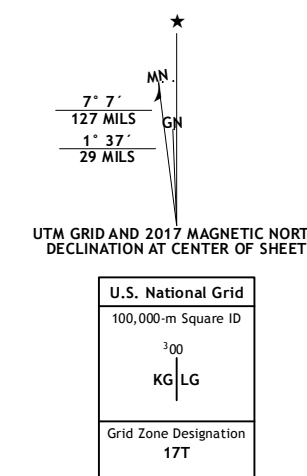 ★
MN
7° 7´
127 MILS
GN
1° 37´
29 MILS
UTM GRID AND 2017 MAGNETIC NORT
DECLINATION AT CENTER OF SHEET
U.S. National Grid
100,000-m Square ID
³00
KG LG
Grid Zone Designation
17T